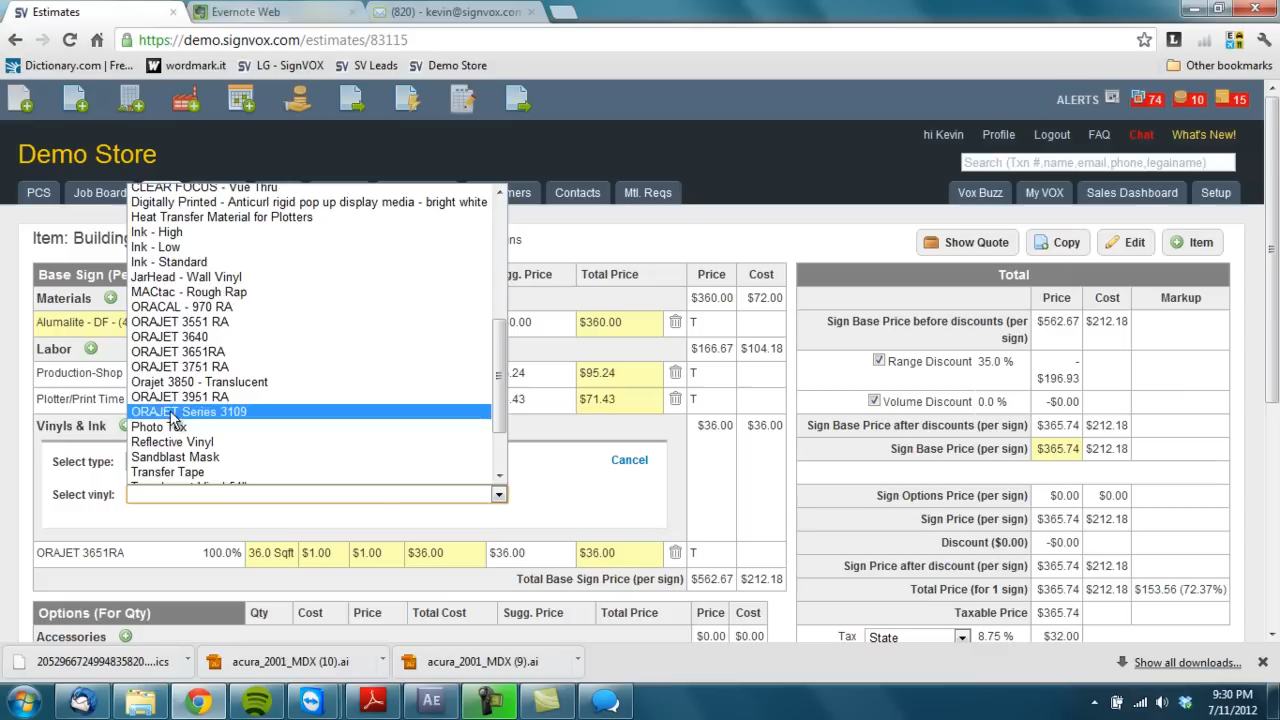 SV Estimates × Evernote Web × (820) - kevin@signvox.con ×
https://demo.signvox.com/estimates/83115
Dictionary.com | Fre... wordmark.it SV LG - SignVOX SV SV Leads SV Demo Store Other bookmarks
ALERTS 74 10 15
hi Kevin Profile Logout FAQ Chat What's New!
Demo Store
Search (Txn #,name,email,phone,legalname)
PCS Job Board mers Contacts Mtl. Reqs Vox Buzz My VOX Sales Dashboard Setup
CLEAR FOCUS - Vue Thru
Digitally Printed - Anticurl rigid pop up display media - bright white
Heat Transfer Material for Plotters
Ink - High
Ink - Low
Ink - Standard
JarHead - Wall Vinyl
MACtac - Rough Rap
ORACAL - 970 RA
ORAJET 3551 RA
ORAJET 3640
ORAJET 3651RA
ORAJET 3751 RA
Orajet 3850 - Translucent
ORAJET 3951 RA
ORAJET Series 3109
Photo Tex
Reflective Vinyl
Sandblast Mask
Transfer Tape
Item: Building ns
Show Quote Copy Edit Item
Base Sign (Pe gg. Price Total Price Price Cost
Materials $360.00 $72.00
Alumalite - DF - (4 0.00 $360.00 T
Labor $166.67 $104.18
Production-Shop .24 $95.24 T
Plotter/Print Time .43 $71.43 T
Vinyls & Ink $36.00 $36.00
Select type: Cancel
Select vinyl:
ORAJET 3651RA 100.0% 36.0 Sqft $1.00 $1.00 $36.00 $36.00 $36.00 T
Total Base Sign Price (per sign) $562.67 $212.18
Options (For Qty) Qty Cost Price Total Cost Sugg. Price Total Price Price Cost
Accessories $0.00 $0.00
Total
Price Cost Markup
Sign Base Price before discounts (per sign) $562.67 $212.18
Range Discount 35.0 % -$196.93
Volume Discount 0.0 % -$0.00
Sign Base Price after discounts (per sign) $365.74 $212.18
Sign Base Price (per sign) $365.74
Sign Options Price (per sign) $0.00 $0.00
Sign Price (per sign) $365.74 $212.18
Discount ($0.00) -$0.00
Sign Price after discount (per sign) $365.74 $212.18
Total Price (for 1 sign) $365.74 $212.18 $153.56 (72.37%)
Taxable Price $365.74
Tax State 8.75 % $32.00
2052966724994835820....ics acura_2001_MDX (10).ai acura_2001_MDX (9).ai Show all downloads...
Ae
9:30 PM
7/11/2012